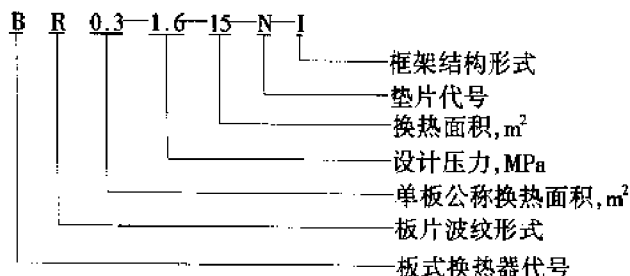 B R 0.3—1.6—15—N—I
框架结构形式
垫片代号
换热面积,m²
设计压力,MPa
单板公称换热面积,m²
板片波纹形式
板式换热器代号